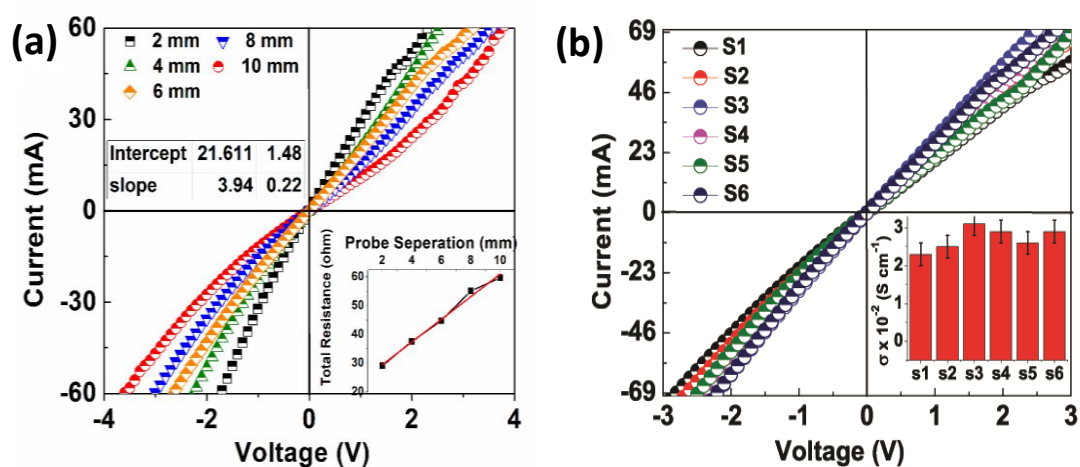 (a)
60
30
0
-30
-60
Current (mA)
2 mm
8 mm
4 mm
10 mm
6 mm
Intercept 21.611 1.48
slope 3.94 0.22
Probe Seperation (mm)
2 4 6 8 10
60
50
40
30
20
Total Resistance (ohm)
-4 -2 0 2 4
Voltage (V)
(b)
69
46
23
0
-23
-46
-69
Current (mA)
S1
S2
S3
S4
S5
S6
3
2
1
0
σ x 10⁻² (S cm⁻¹)
s1 s2 s3 s4 s5 s6
-3 -2 -1 0 1 2 3
Voltage (V)